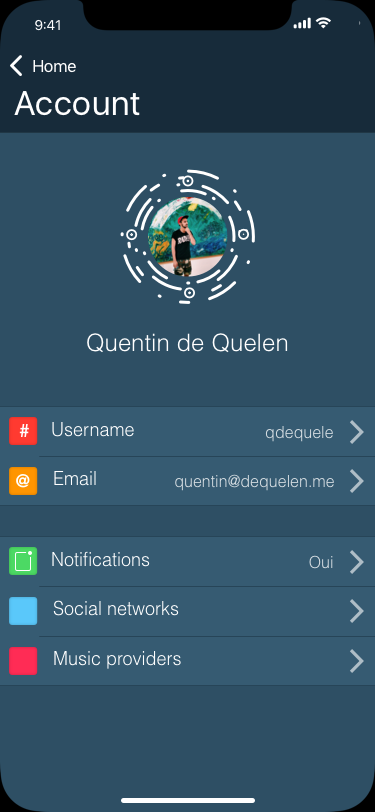 9:41
Home
Account
Quentin de Quelen
# Username qdequele
@ Email quentin@dequelen.me
Notifications Oui
Social networks
Music providers